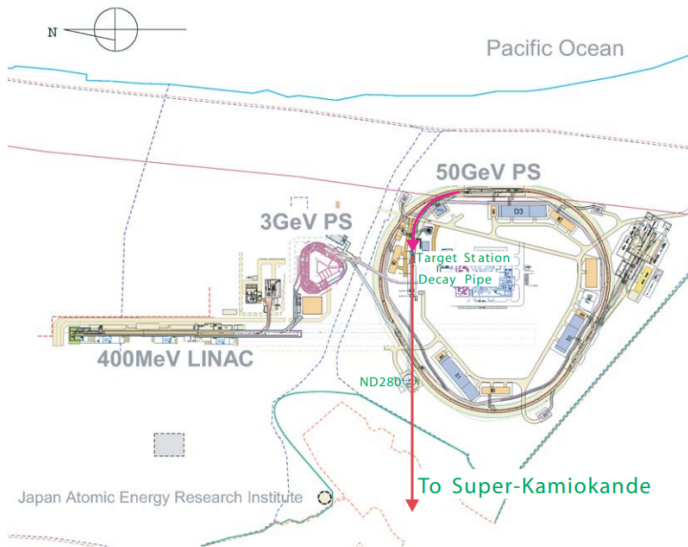 N
Pacific Ocean
50GeV PS
3GeV PS
D3
Target Station
Decay Pipe
400MeV LINAC
ND280
D1
To Super-Kamiokande
Japan Atomic Energy Research Institute